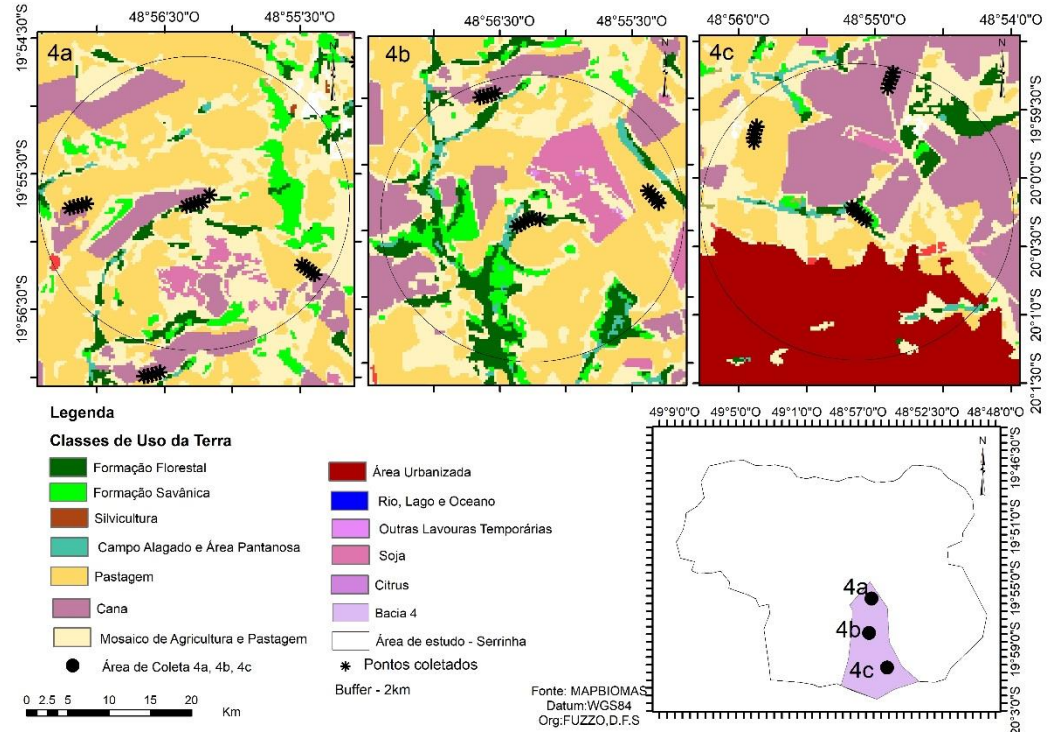 48°56'30"O 48°55'30"O 48°56'30"O 48°55'30"O 48°56'0"O 48°55'0"O 48°54'0"O
4a
4b
4c
N
N
N
19°54'30"S
19°55'30"S
19°56'30"S
19°59'30"S
20°0'0"S
20°0'30"S
20°1'0"S
20°13'0"S
Legenda
Classes de Uso da Terra
Formação Florestal
Formação Savânica
Silvicultura
Campo Alagado e Área Pantanosa
Pastagem
Cana
Mosaico de Agricultura e Pastagem
Área de Coleta 4a, 4b, 4c
0 2.5 5 10 15 20
Km
Área Urbanizada
Rio, Lago e Oceano
Outras Lavouras Temporárias
Soja
Citrus
Bacia 4
Área de estudo - Serrinha
Pontos coletados
Buffer - 2km
Fonte: MAPBIOMAS
Datum:WGS84
Org:FUZZO,D.F.S
49°9'0"O 49°5'0"O 49°1'0"O 48°57'0"O 48°52'30"O 48°48'0"O
N
4a
4b
4c
19°46'30"S
19°51'0"S
19°55'0"S
19°59'0"S
20°3'0"S